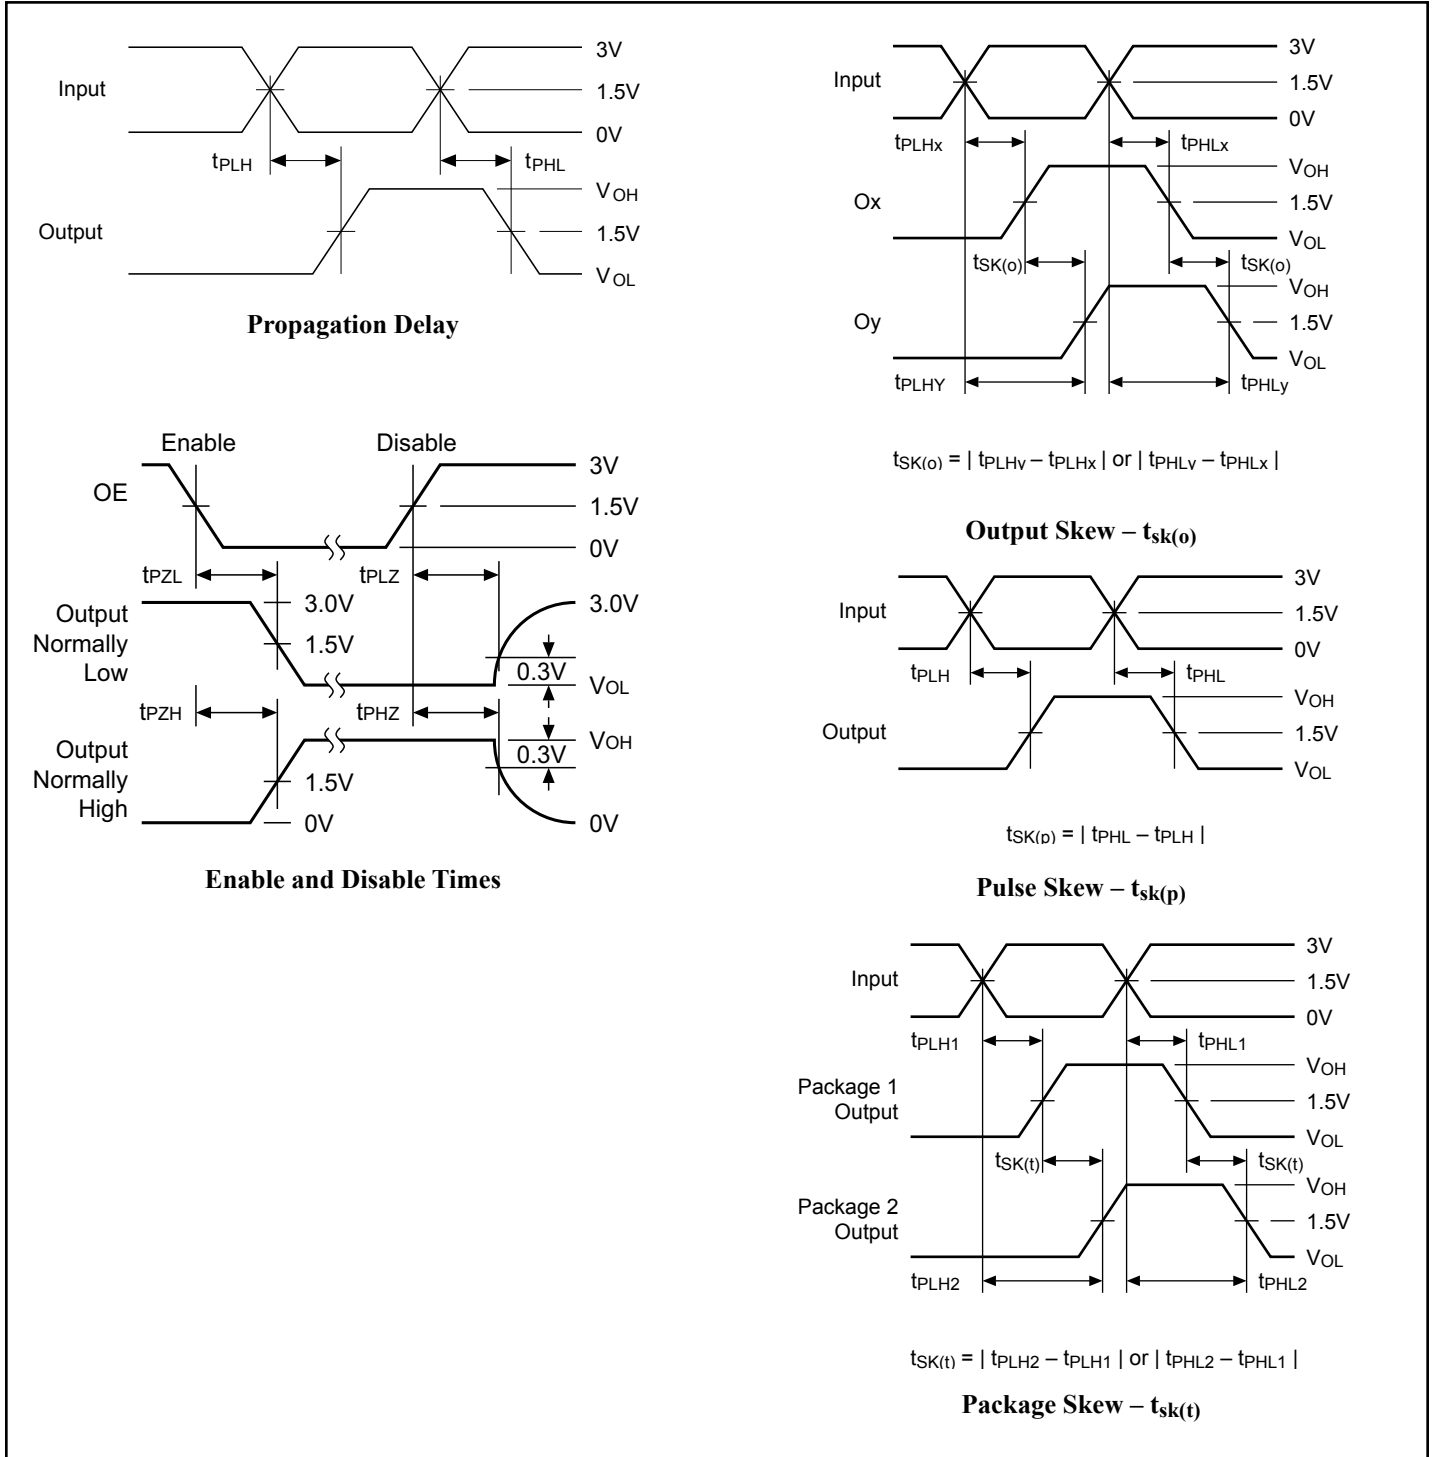 3V
Input
1.5V
0V
tPLH
tPHL
VOH
Output
1.5V
VOL
Propagation Delay
Enable
Disable
OE
3V
1.5V
0V
tPZL
tPLZ
Output
Normally
Low
3.0V
1.5V
3.0V
0.3V
VOL
tPZH
tPHZ
Output
Normally
High
VOH
0.3V
1.5V
0V
0V
Enable and Disable Times
3V
Input
1.5V
0V
tPLHx
tPHLx
VOH
Ox
1.5V
VOL
tSK(o)
tSK(o)
VOH
Oy
1.5V
VOL
tPLHY
tPHLy
tSK(o) = | tPLHy – tPLHx | or | tPHLy – tPHLx |
Output Skew – tsk(o)
3V
Input
1.5V
0V
tPLH
tPHL
VOH
Output
1.5V
VOL
tSK(p) = | tPHL – tPLH |
Pulse Skew – tsk(p)
3V
Input
1.5V
0V
tPLH1
tPHL1
VOH
Package 1
Output
1.5V
VOL
tSK(t)
tSK(t)
VOH
Package 2
Output
1.5V
VOL
tPLH2
tPHL2
tSK(t) = | tPLH2 – tPLH1 | or | tPHL2 – tPHL1 |
Package Skew – tsk(t)